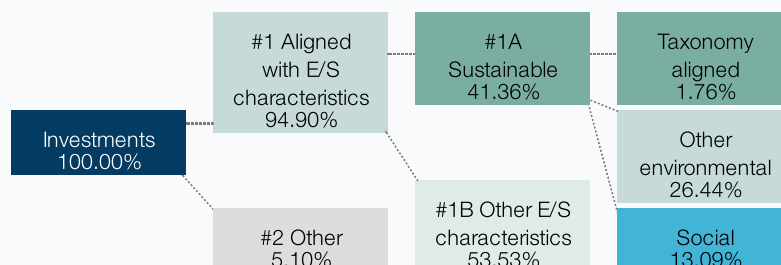 Investments
100.00%
#1 Aligned
with E/S
characteristics
94.90%
#2 Other
5.10%
#1A
Sustainable
41.36%
#1B Other E/S
characteristics
53.53%
Taxonomy
aligned
1.76%
Other
environmental
26.44%
Social
13.09%